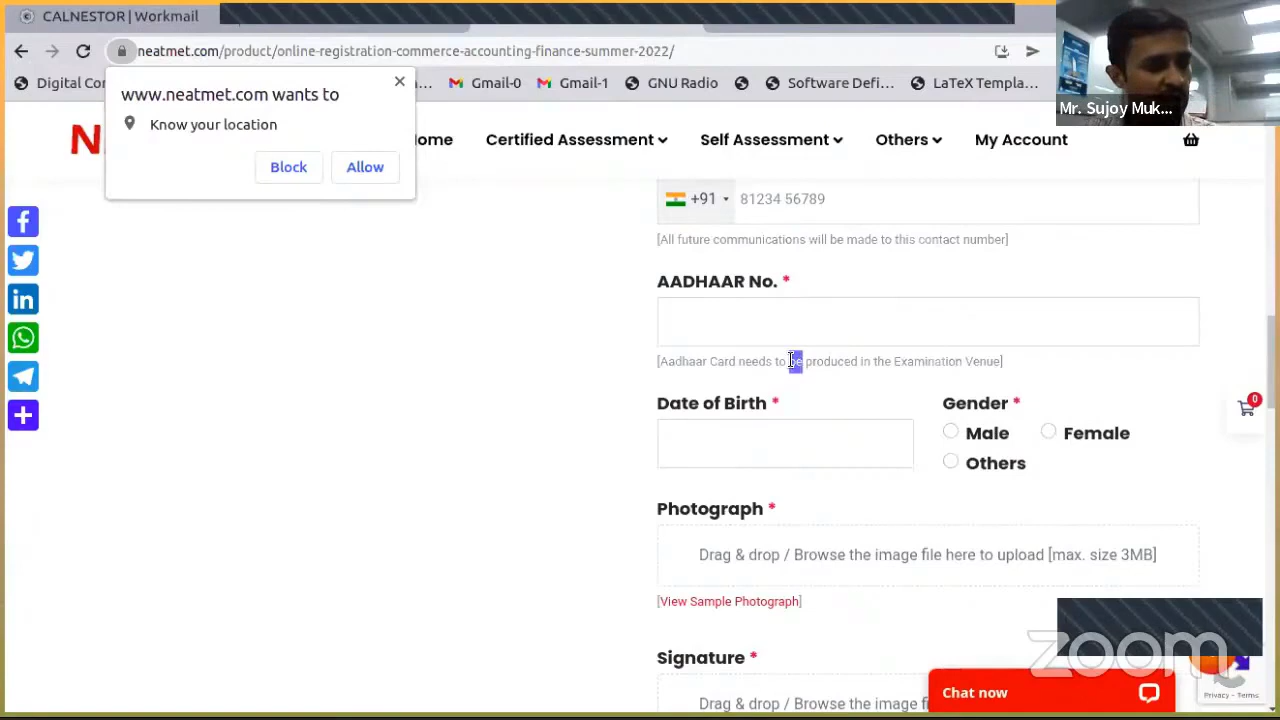 CALNESTOR | Workmail
neatmet.com/product/online-registration-commerce-accounting-finance-summer-2022/
Digital Co
... Gmail-0 Gmail-1 GNU Radio Software Defi... LaTeX Templa...
www.neatmet.com wants to
Know your location
Block Allow
Mr. Sujoy Muk...
N ome Certified Assessment Self Assessment Others My Account
+91 81234 56789
[All future communications will be made to this contact number]
AADHAAR No. *
[Aadhaar Card needs to be produced in the Examination Venue]
0
Date of Birth * Gender *
Male Female
Others
Photograph *
Drag & drop / Browse the image file here to upload [max. size 3MB]
[View Sample Photograph]
zoom
Signature *
Drag & drop / Browse the image f
Chat now
Privacy - Terms